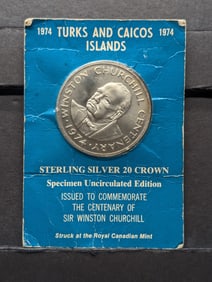 1974 TURKS AND CAICOS 1974
ISLANDS
WINSTON CHURCHILL CENTENARY 1974
STERLING SILVER 20 CROWN
Specimen Uncirculated Edition
ISSUED TO COMMEMORATE
THE CENTENARY OF
SIR WINSTON CHURCHILL
Struck at the Royal Canadian Mint